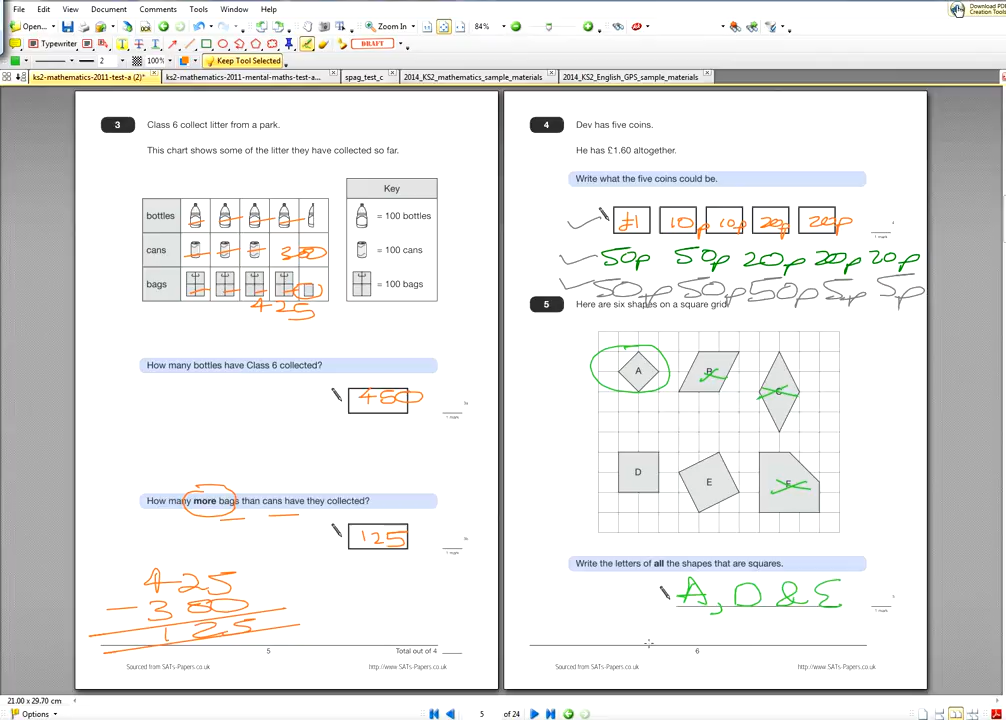 File Edit View Document Comments Tools Window Help
Open... Zoom In 84%
Typewriter T T T DRAFT
2 100% Keep Tool Selected
ks2-mathematics-2011-test-a (2)* ks2-mathematics-2011-mental-maths-test-a... spag_test_c 2014_KS2_mathematics_sample_materials 2014_KS2_English_GPS_sample_materials
PDF
Creation Tools
3 Class 6 collect litter from a park.
This chart shows some of the litter they have collected so far.
Key
bottles = 100 bottles
cans 300 = 100 cans
bags = 100 bags
425
How many bottles have Class 6 collected?
450
1 mark
How many more bags than cans have they collected?
125
1 mark
425
- 300
125
5 Total out of 4
Sourced from SATs-Papers.co.uk http://www.SATs-Papers.co.uk
4 Dev has five coins.
He has £1.60 altogether.
Write what the five coins could be.
£1 10p 10p 20p 20p
1 mark
50p 50p 20p 20p 20p
50p 50p 50p 5p 5p
5 Here are six shapes on a square grid.
A B C
D E F
Write the letters of all the shapes that are squares.
A, D & E
1 mark
6
Sourced from SATs-Papers.co.uk http://www.SATs-Papers.co.uk
21.00 x 29.70 cm
Options 5 of 24